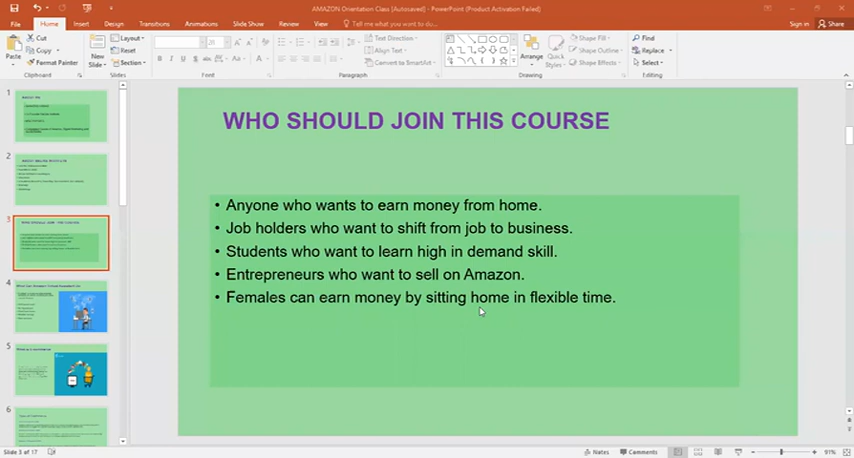 AMAZON Orientation Class [Autosaved] - PowerPoint (Product Activation Failed)
File Home Insert Design Transitions Animations Slide Show Review View Tell me what you want to do... Sign in Share
Cut
Copy
Format Painter
Paste
Clipboard
New Slide
Layout
Reset
Section
Slides
Font
Text Direction
Align Text
Convert to SmartArt
Paragraph
Arrange
Quick Styles
Shape Fill
Shape Outline
Shape Effects
Drawing
Find
Replace
Select
Editing
1
2
3
4
5
6
WHO SHOULD JOIN THIS COURSE
• Anyone who wants to earn money from home.
• Job holders who want to shift from job to business.
• Students who want to learn high in demand skill.
• Entrepreneurs who want to sell on Amazon.
• Females can earn money by sitting home in flexible time.
Slide 3 of 17 Notes Comments 91%